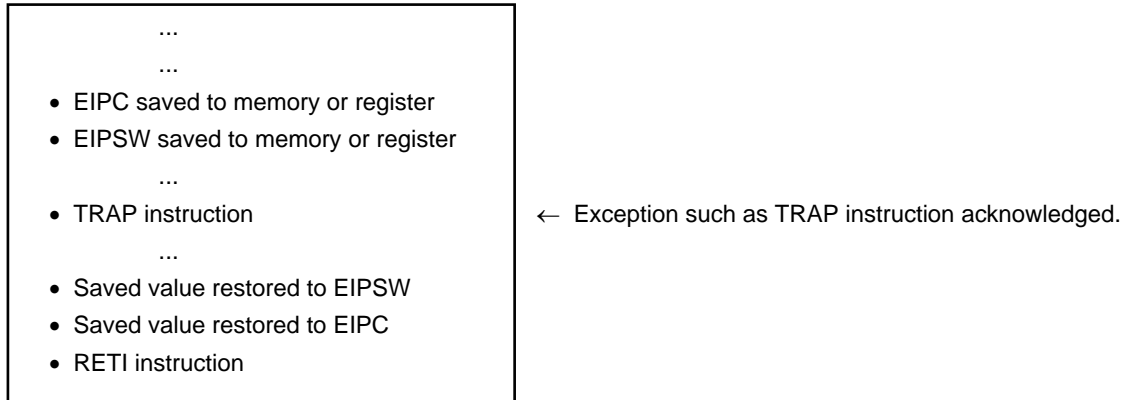 ...
...
• EIPC saved to memory or register
• EIPSW saved to memory or register
...
• TRAP instruction ← Exception such as TRAP instruction acknowledged.
...
• Saved value restored to EIPSW
• Saved value restored to EIPC
• RETI instruction